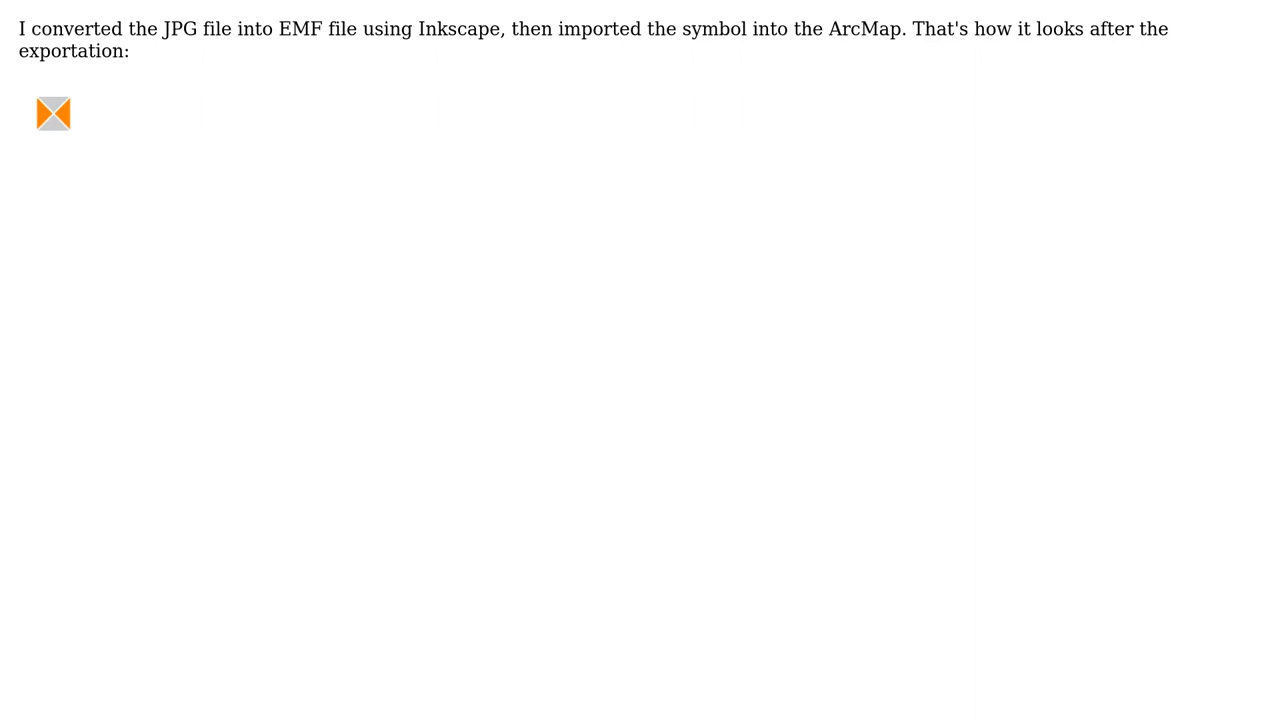 I converted the JPG file into EMF file using Inkscape, then imported the symbol into the ArcMap. That's how it looks after the
exportation: